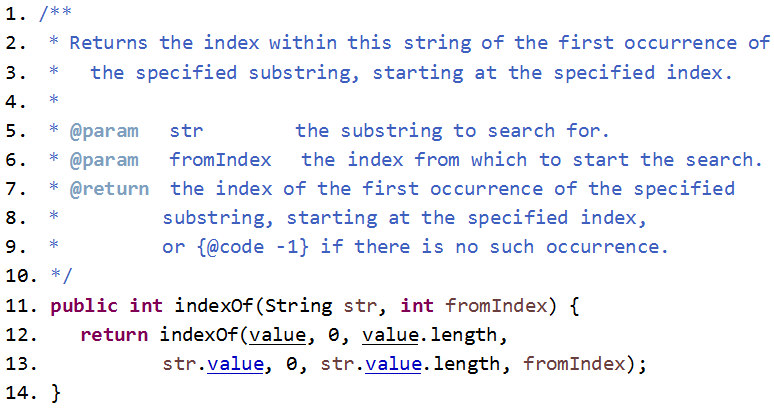 1. /**
2.  * Returns the index within this string of the first occurrence of
3.  *   the specified substring, starting at the specified index.
4.  *
5.  * @param   str        the substring to search for.
6.  * @param   fromIndex   the index from which to start the search.
7.  * @return  the index of the first occurrence of the specified
8.  *          substring, starting at the specified index,
9.  *          or {@code -1} if there is no such occurrence.
10. */
11. public int indexOf(String str, int fromIndex) {
12.    return indexOf(value, 0, value.length,
13.           str.value, 0, str.value.length, fromIndex);
14. }